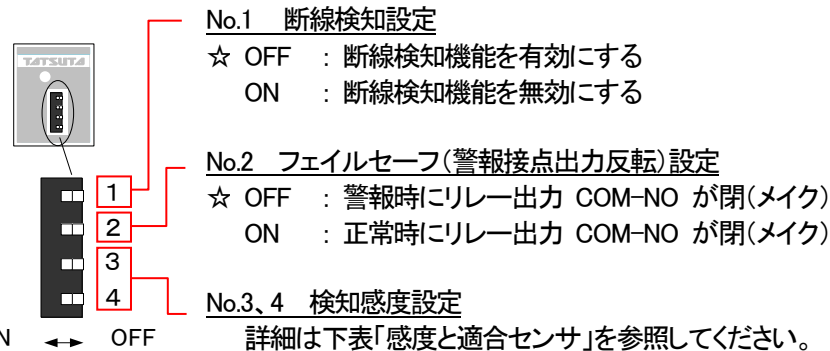 No.1 断線検知設定
☆ OFF : 断線検知機能を有効にする
ON : 断線検知機能を無効にする
TATSUTA
No.2 フェイルセーフ(警報接点出力反転)設定
☆ OFF : 警報時にリレー出力 COM-NO が閉(メイク)
ON : 正常時にリレー出力 COM-NO が閉(メイク)
1
2
3
4
No.3、4 検知感度設定
詳細は下表「感度と適合センサ」を参照してください。
N ↔ OFF